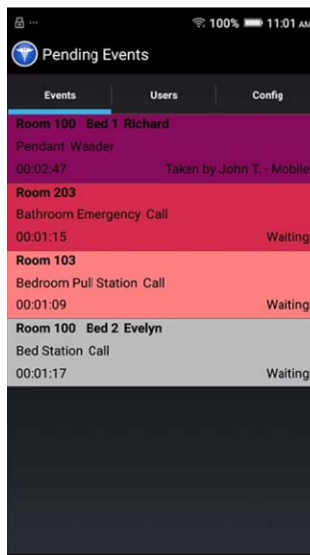 100% 11:01 AM
Pending Events
Events Users Config
Room 100 Bed 1 Richard
Pendant Wander
00:02:47 Taken by John T. - Mobile
Room 203
Bathroom Emergency Call
00:01:15 Waiting
Room 103
Bedroom Pull Station Call
00:01:09 Waiting
Room 100 Bed 2 Evelyn
Bed Station Call
00:01:17 Waiting